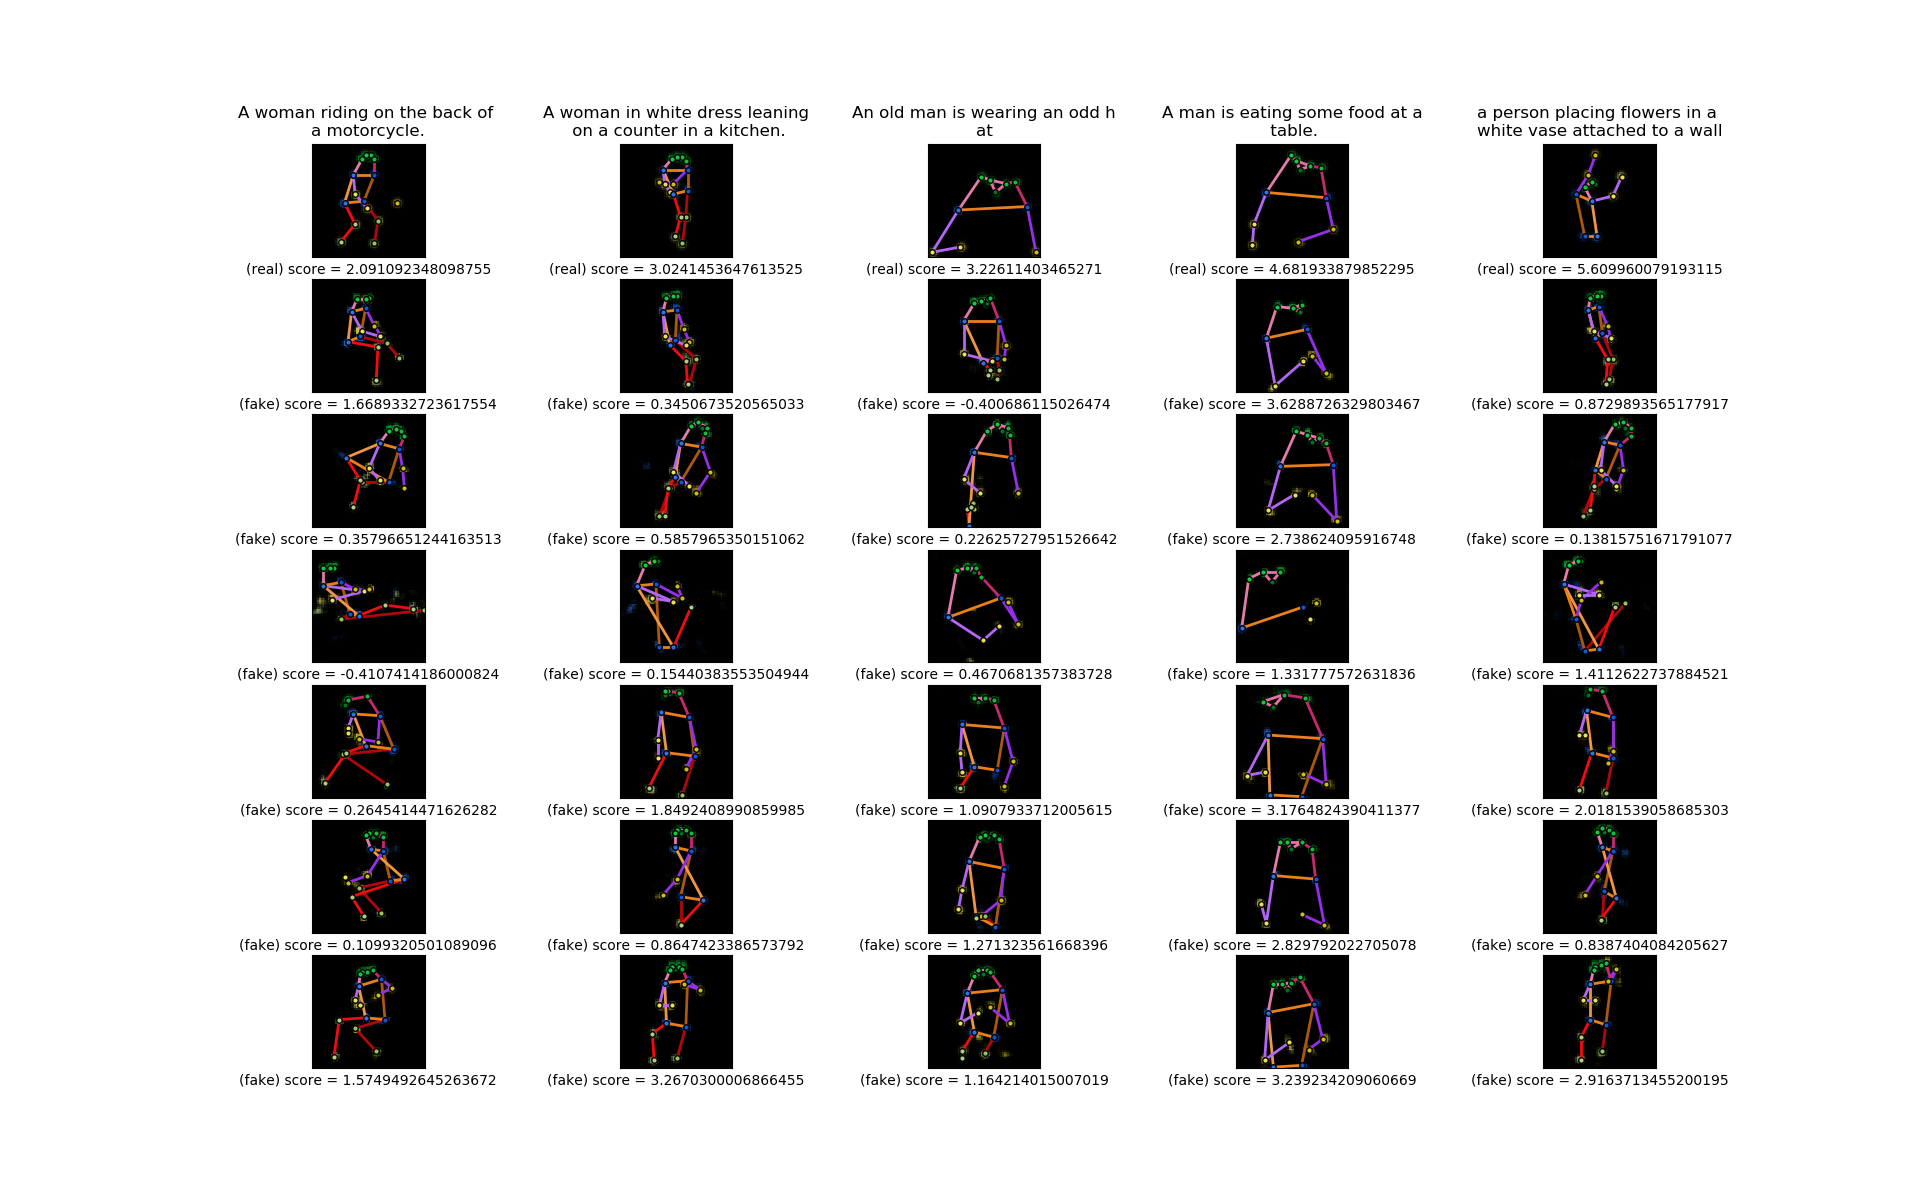 A woman riding on the back of
a motorcycle.
A woman in white dress leaning
on a counter in a kitchen.
An old man is wearing an odd h
at
A man is eating some food at a
table.
a person placing flowers in a
white vase attached to a wall
(real) score = 2.091092348098755
(real) score = 3.0241453647613525
(real) score = 3.22611403465271
(real) score = 4.681933879852295
(real) score = 5.609960079193115
(fake) score = 1.6689332723617554
(fake) score = 0.3450673520565033
(fake) score = -0.400686115026474
(fake) score = 3.6288726329803467
(fake) score = 0.8729893565177917
(fake) score = 0.35796651244163513
(fake) score = 0.5857965350151062
(fake) score = 0.22625727951526642
(fake) score = 2.738624095916748
(fake) score = 0.13815751671791077
(fake) score = -0.4107414186000824
(fake) score = 0.15440383553504944
(fake) score = 0.4670681357383728
(fake) score = 1.331777572631836
(fake) score = 1.4112622737884521
(fake) score = 0.2645414471626282
(fake) score = 1.8492408990859985
(fake) score = 1.0907933712005615
(fake) score = 3.1764824390411377
(fake) score = 2.0181539058685303
(fake) score = 0.1099320501089096
(fake) score = 0.8647423386573792
(fake) score = 1.271323561668396
(fake) score = 2.829792022705078
(fake) score = 0.8387404084205627
(fake) score = 1.5749492645263672
(fake) score = 3.2670300006866455
(fake) score = 1.164214015007019
(fake) score = 3.239234209060669
(fake) score = 2.9163713455200195